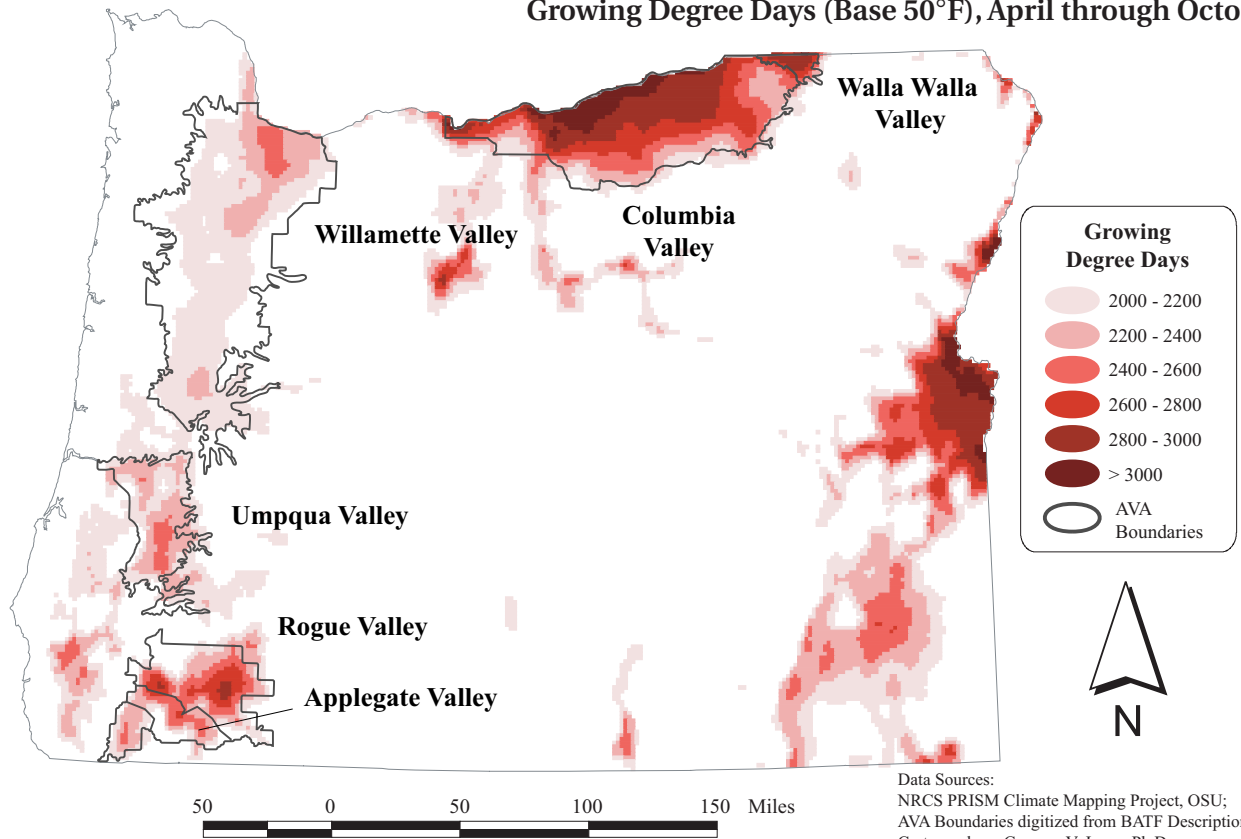 Growing Degree Days (Base 50°F), April through Octo
Walla Walla
Valley
Columbia
Valley
Willamette Valley
Umpqua Valley
Rogue Valley
Applegate Valley
Growing
Degree Days
2000 - 2200
2200 - 2400
2400 - 2600
2600 - 2800
2800 - 3000
> 3000
AVA
Boundaries
N
50 0 50 100 150 Miles
Data Sources:
NRCS PRISM Climate Mapping Project, OSU;
AVA Boundaries digitized from BATF Description